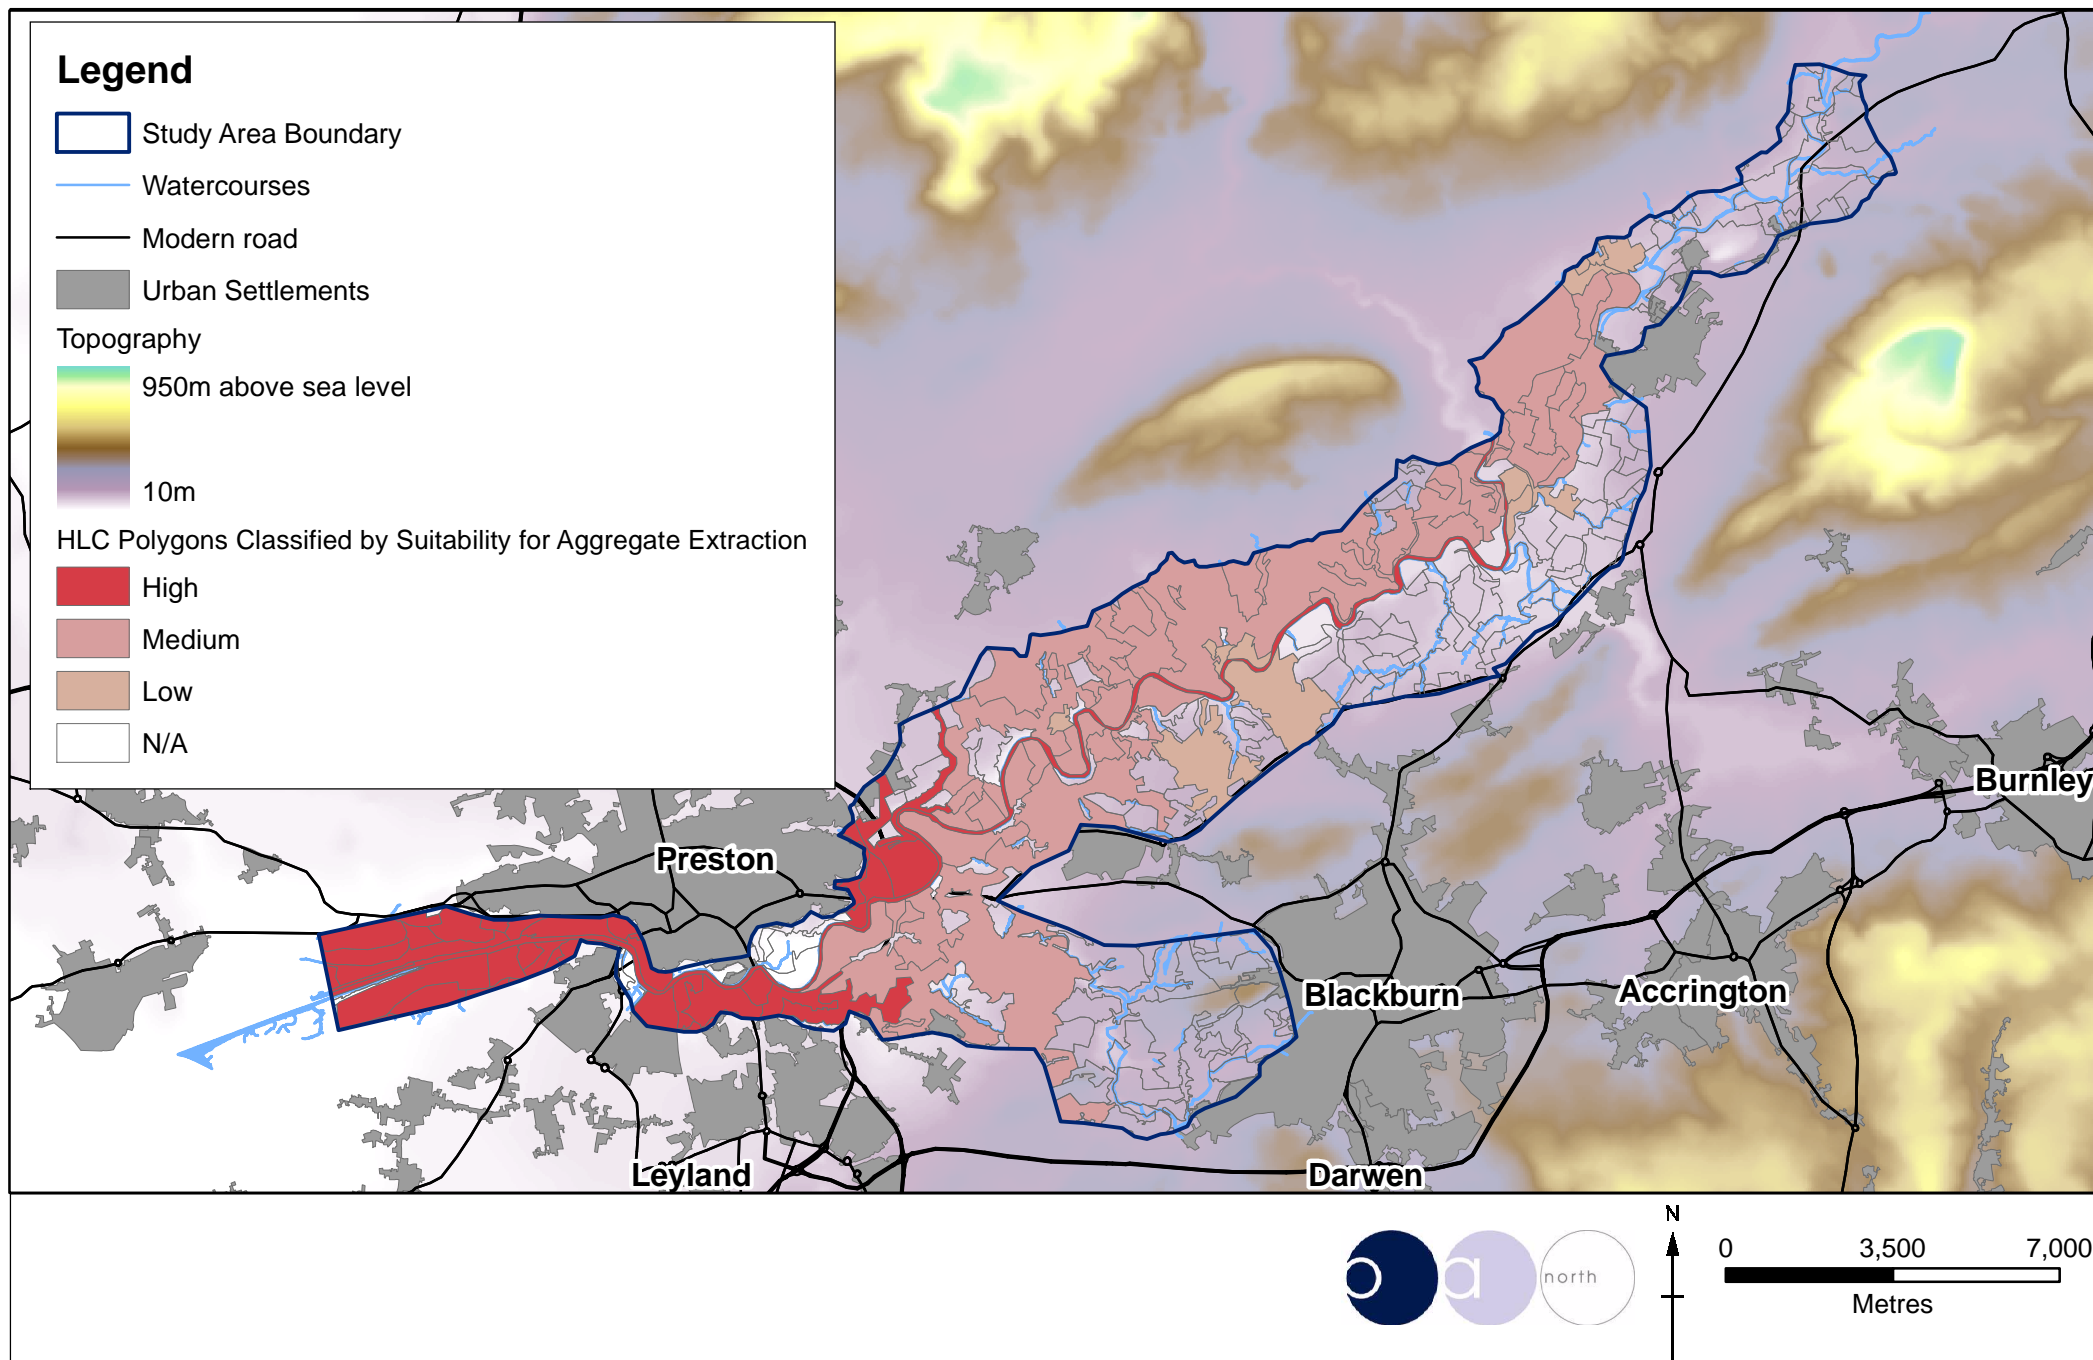 Legend
Study Area Boundary
Watercourses
Modern road
Urban Settlements
Topography
950m above sea level
10m
HLC Polygons Classified by Suitability for Aggregate Extraction
High
Medium
Low
N/A
Burnley
Preston
Blackburn
Accrington
Leyland
Darwen
o a north
N
0 3,500 7,000
Metres